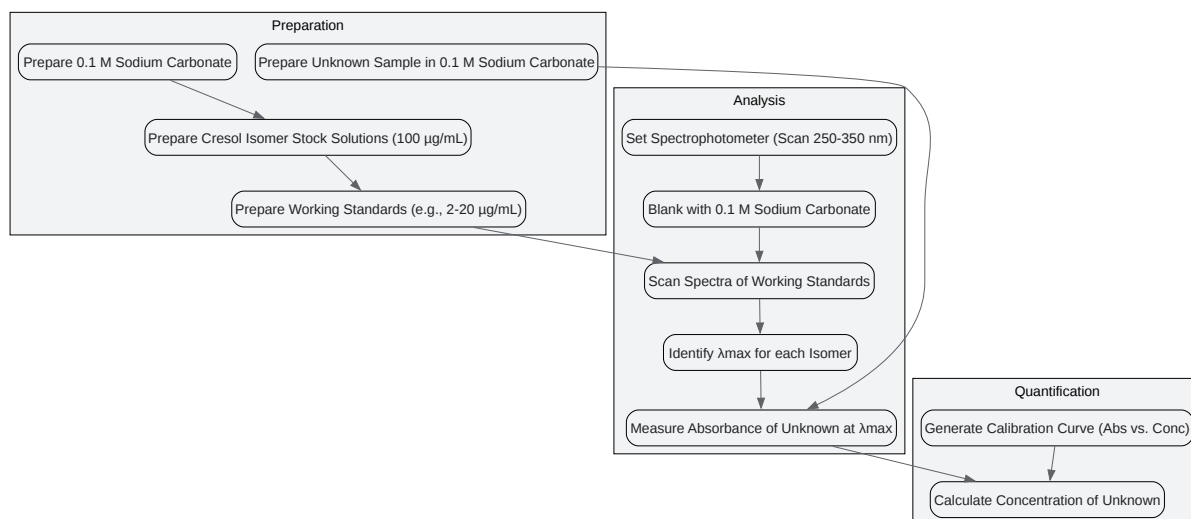 Preparation
Prepare 0.1 M Sodium Carbonate
Prepare Unknown Sample in 0.1 M Sodium Carbonate
Prepare Cresol Isomer Stock Solutions (100 µg/mL)
Prepare Working Standards (e.g., 2-20 µg/mL)
Analysis
Set Spectrophotometer (Scan 250-350 nm)
Blank with 0.1 M Sodium Carbonate
Scan Spectra of Working Standards
Identify λmax for each Isomer
Measure Absorbance of Unknown at λmax
Quantification
Generate Calibration Curve (Abs vs. Conc)
Calculate Concentration of Unknown